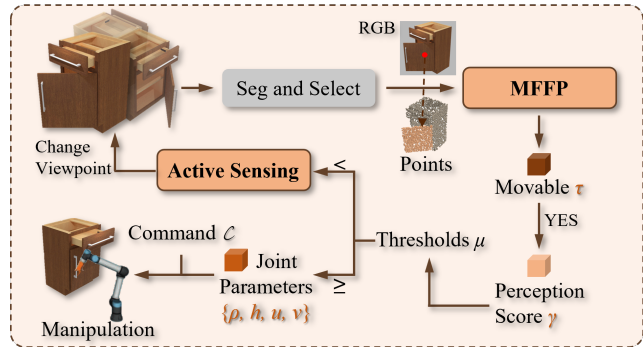 RGB
Seg and Select
MFFP
Points
Change
Viewpoint
Active Sensing
<
Movable τ
YES
Command 𝒞
Thresholds μ
Joint
Parameters
{ρ, h, u, v}
≥
Perception
Score γ
Manipulation